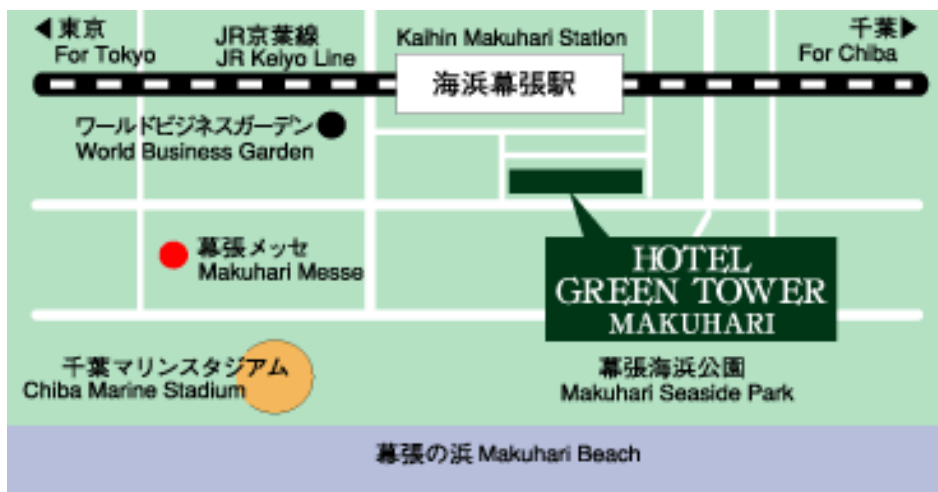 ◀東京
For Tokyo
JR京葉線
JR Keiyo Line
Kaihin Makuhari Station
海浜幕張駅
千葉▶
For Chiba
ワールドビジネスガーデン
World Business Garden
幕張メッセ
Makuhari Messe
HOTEL
GREEN TOWER
MAKUHARI
千葉マリンスタジアム
Chiba Marine Stadium
幕張海浜公園
Makuhari Seaside Park
幕張の浜 Makuhari Beach